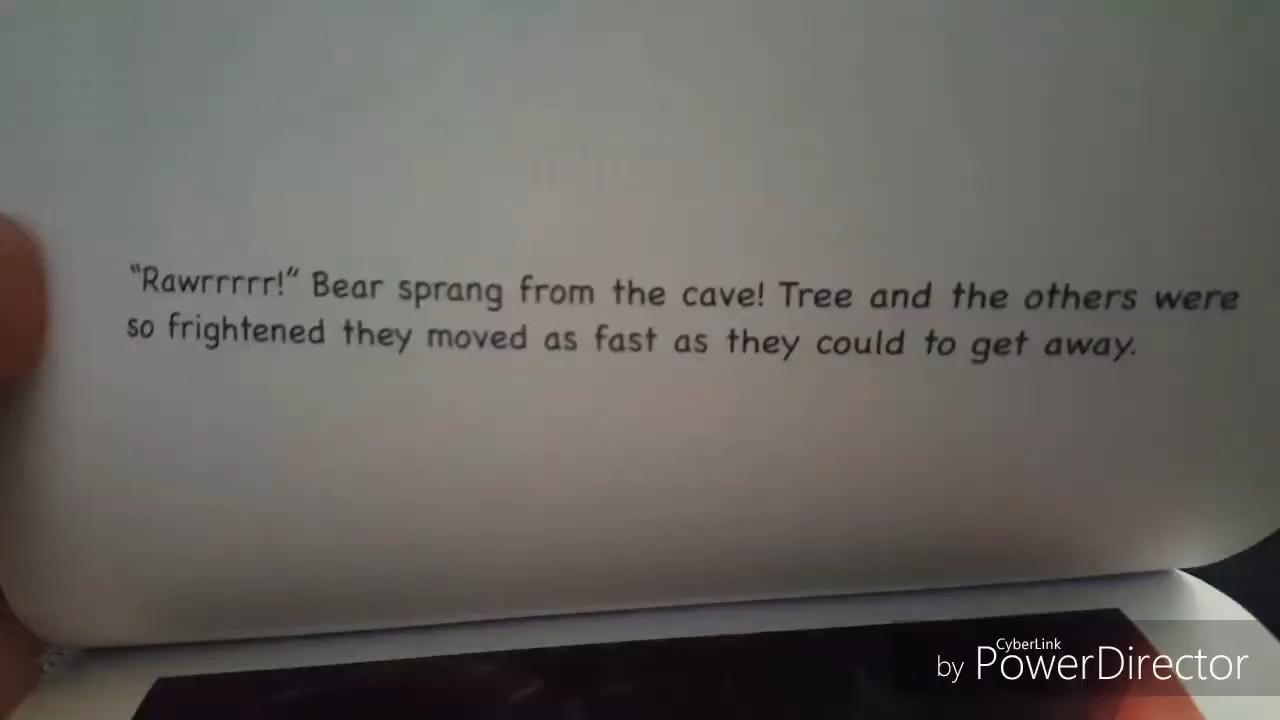 "Rawrrrrr!" Bear sprang from the cave! Tree and the others were
so frightened they moved as fast as they could to get away.
CyberLink
by PowerDirector